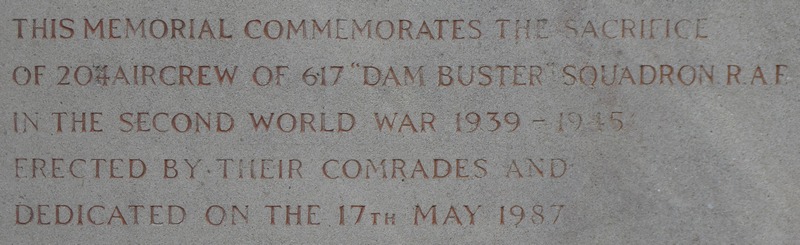 THIS MEMORIAL COMMEMORATES THE SACRIFICE
OF 204 AIRCREW OF 617 "DAM BUSTER" SQUADRON R.A.F.
IN THE SECOND WORLD WAR 1939 - 1945
ERECTED BY THEIR COMRADES AND
DEDICATED ON THE 17TH MAY 1987